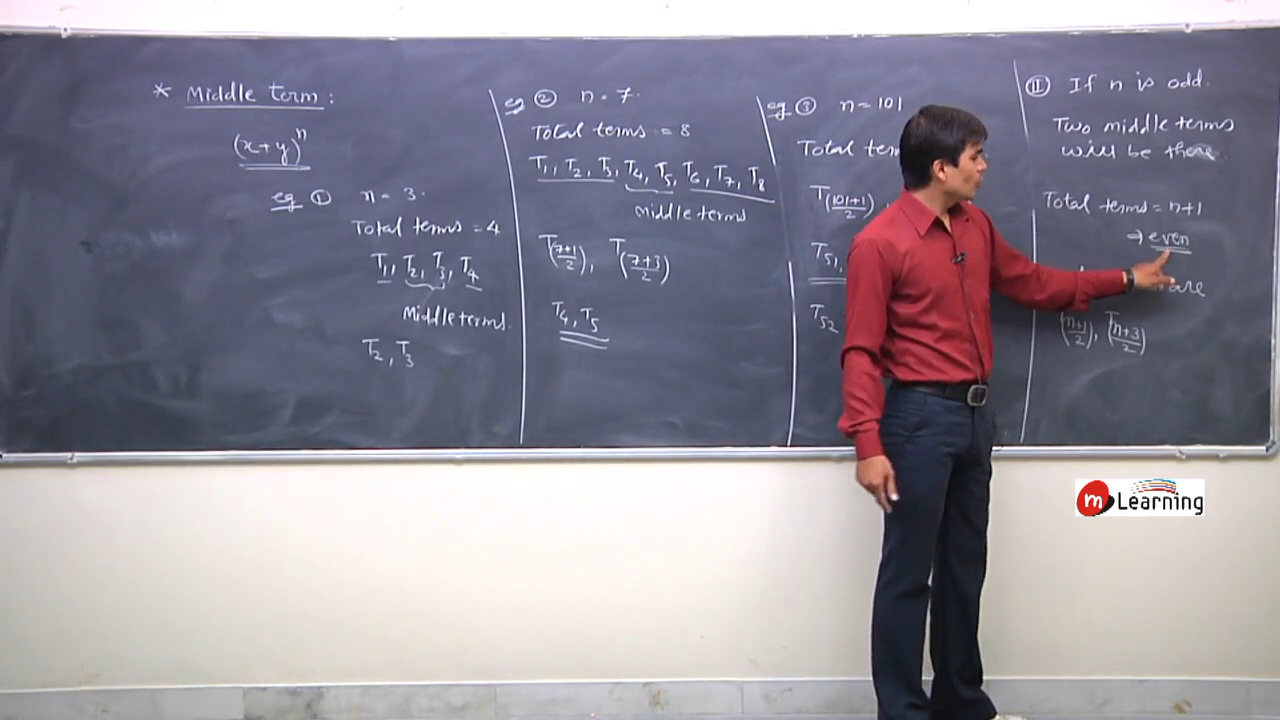 * Middle term :
(x+y)ⁿ
eg ① n = 3.
Total terms = 4
T₁, T₂, T₃, T₄
Middle terms.
T₂, T₃
eg ② n = 7.
Total terms = 8
T₁, T₂, T₃, T₄, T₅, T₆, T₇, T₈
middle terms
T(7+1/2), T(7+3/2)
T₄, T₅
eg ③ n = 101
Total
T(101+1/2),
T₅₁,
T₅₂
Ⅱ If n is odd.
Two middle terms
will be there.
Total terms = n+1
⇒ even
are
(n+1/2), T(n+3/2)
m Learning